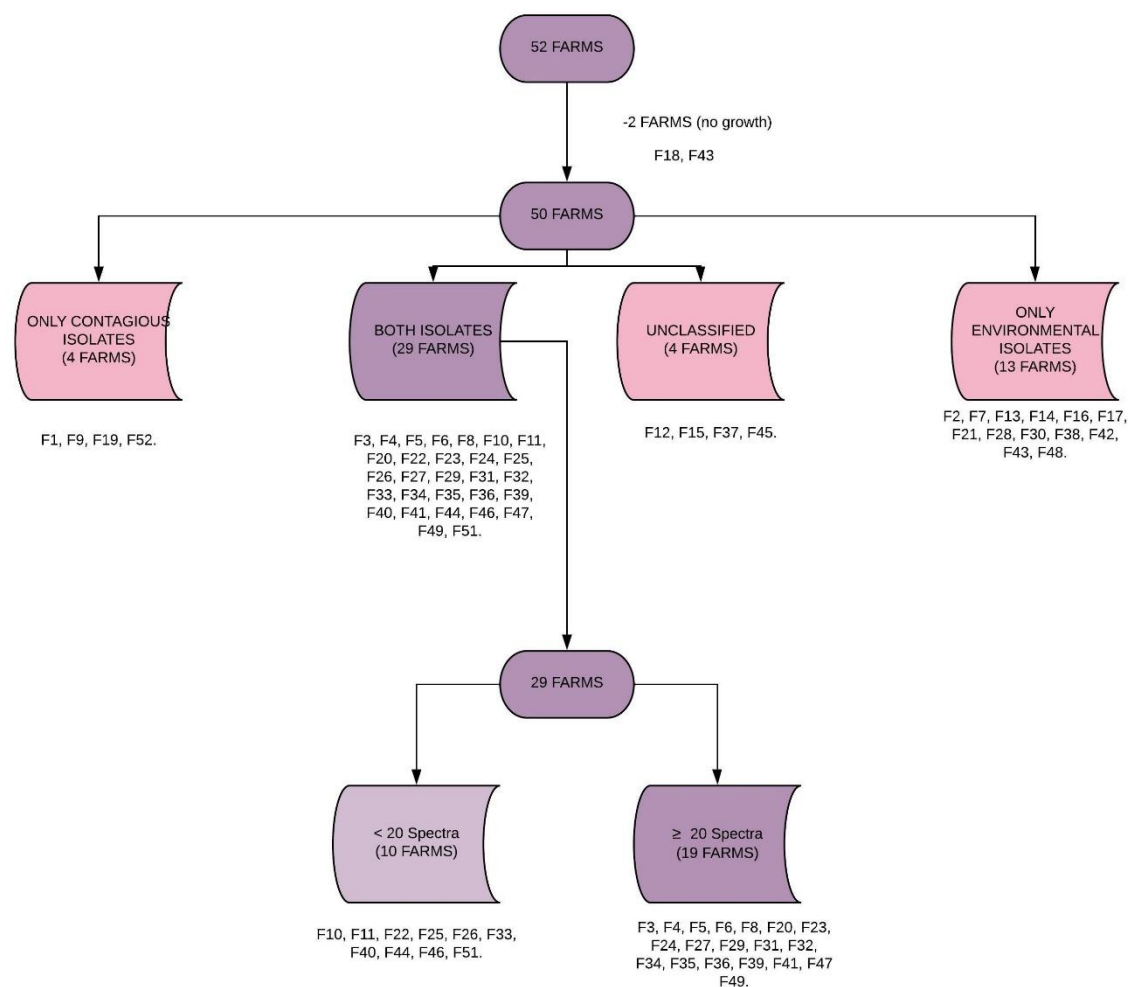 52 FARMS
-2 FARMS (no growth)
F18, F43
50 FARMS
ONLY CONTAGIOUS
ISOLATES
(4 FARMS)
BOTH ISOLATES
(29 FARMS)
UNCLASSIFIED
(4 FARMS)
ONLY
ENVIRONMENTAL
ISOLATES
(13 FARMS)
F1, F9, F19, F52.
F3, F4, F5, F6, F8, F10, F11,
F20, F22, F23, F24, F25,
F26, F27, F29, F31, F32,
F33, F34, F35, F36, F39,
F40, F41, F44, F46, F47,
F49, F51.
F12, F15, F37, F45.
F2, F7, F13, F14, F16, F17,
F21, F28, F30, F38, F42,
F43, F48.
29 FARMS
< 20 Spectra
(10 FARMS)
≥ 20 Spectra
(19 FARMS)
F10, F11, F22, F25, F26, F33,
F40, F44, F46, F51.
F3, F4, F5, F6, F8, F20, F23,
F24, F27, F29, F31, F32,
F34, F35, F36, F39, F41, F47
F49.